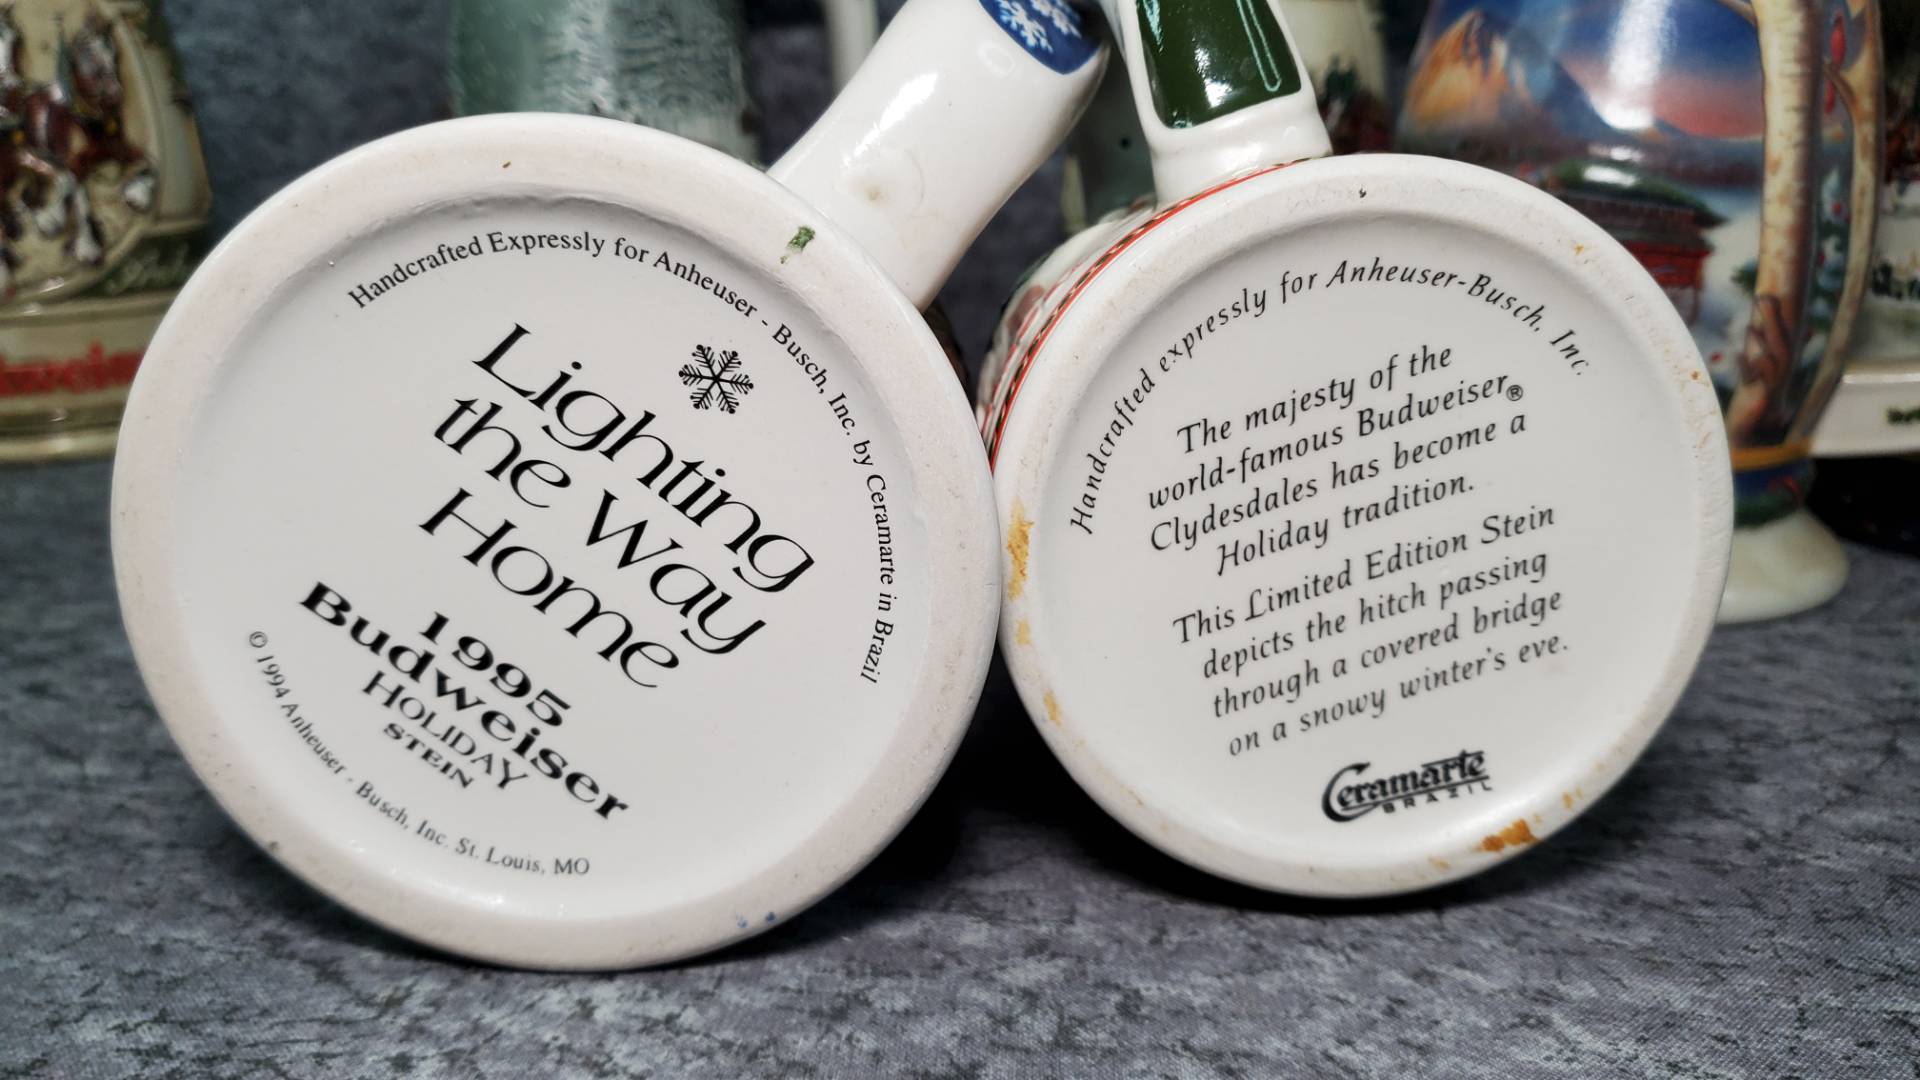 Handcrafted Expressly for Anheuser - Busch, Inc. by Ceramarte in Brazil
Lighting
the Way
Home
1995
Budweiser
HOLIDAY
STEIN
© 1994 Anheuser - Busch, Inc. St. Louis, MO
Handcrafted expressly for Anheuser-Busch, Inc.
The majesty of the
world-famous Budweiser®
Clydesdales has become a
Holiday tradition.
This Limited Edition Stein
depicts the hitch passing
through a covered bridge
on a snowy winter's eve.
Ceramarte
BRAZIL